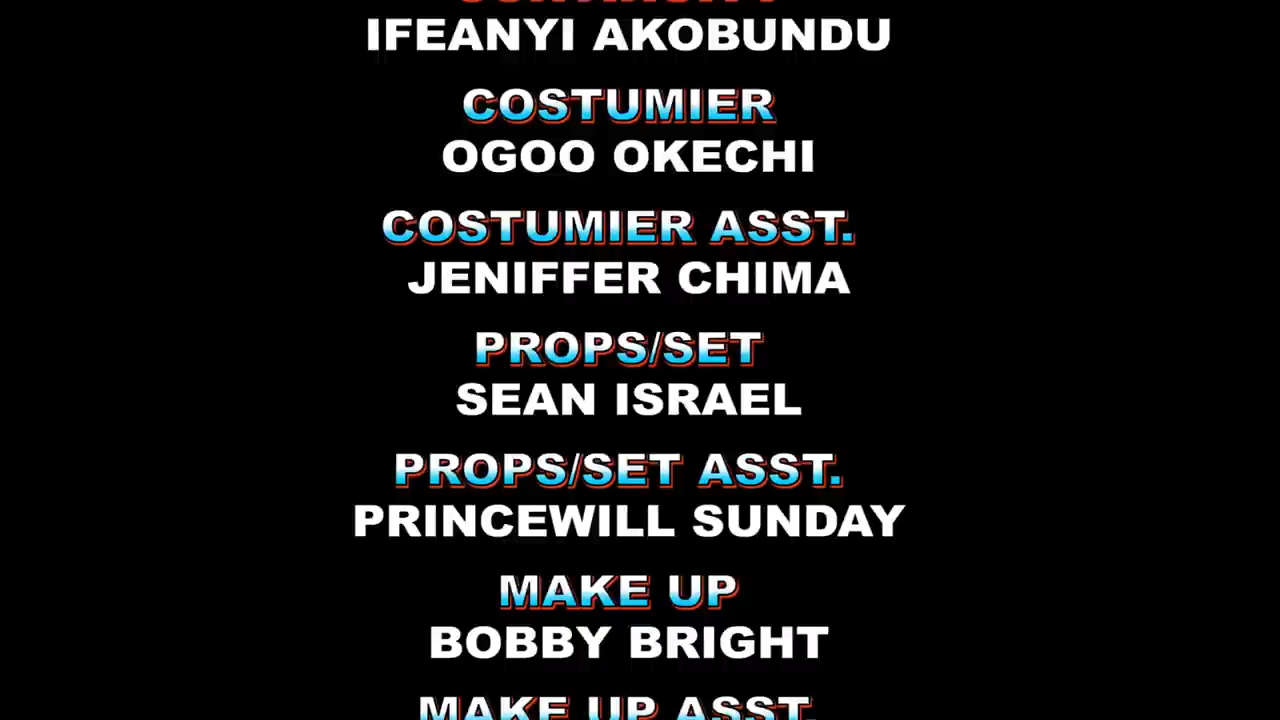 IFEANYI AKOBUNDU
COSTUMIER
OGOO OKECHI
COSTUMIER ASST.
JENIFFER CHIMA
PROPS/SET
SEAN ISRAEL
PROPS/SET ASST.
PRINCEWILL SUNDAY
MAKE UP
BOBBY BRIGHT
MAKE UP ASST.